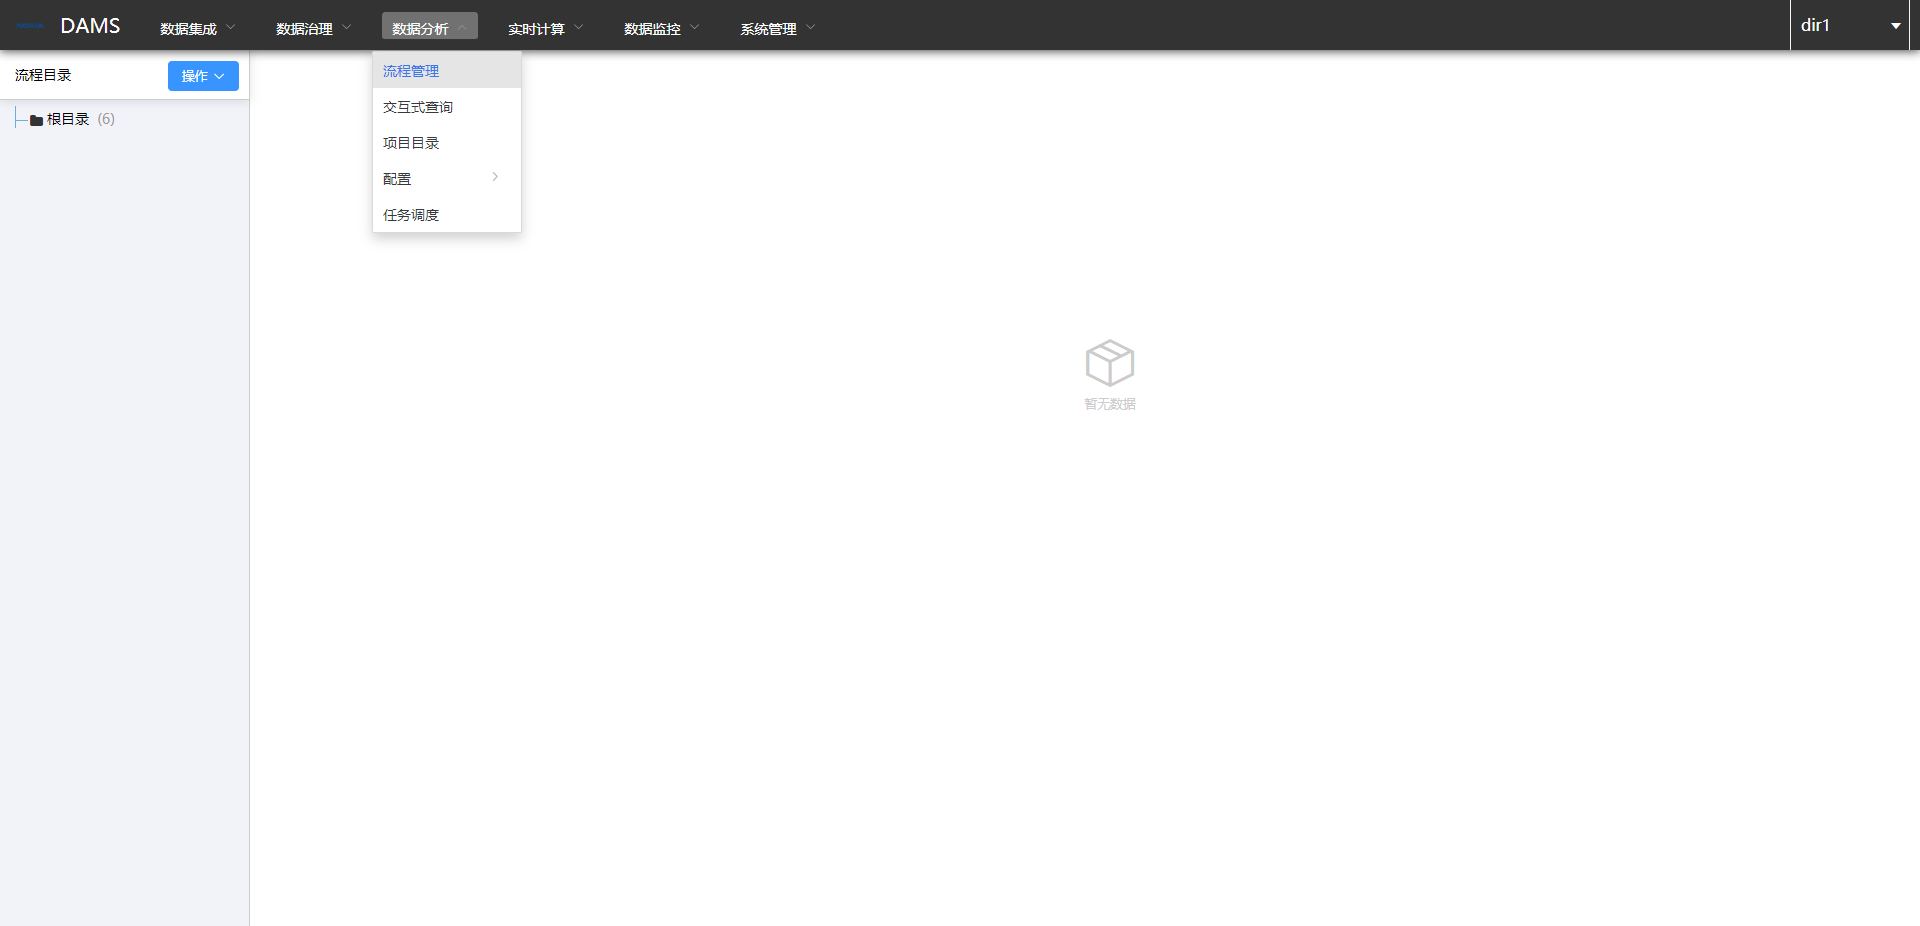 DAMS 数据集成 数据治理 数据分析 实时计算 数据监控 系统管理 dir1
流程目录 操作
根目录 (6)
流程管理
交互式查询
项目目录
配置
任务调度
暂无数据